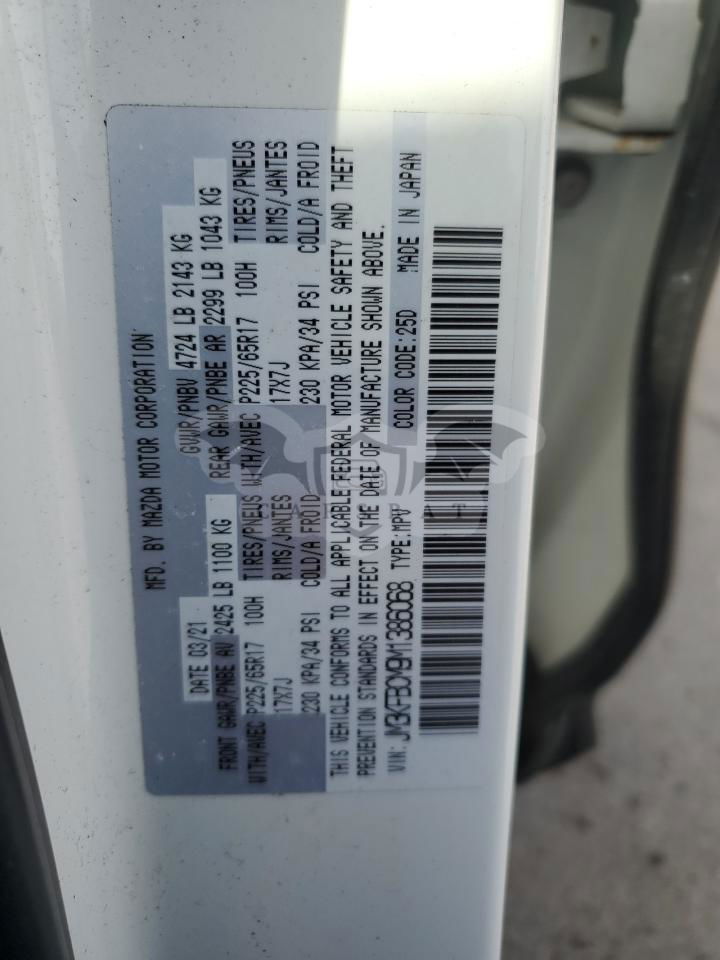 MFD. BY MAZDA MOTOR CORPORATION
DATE 03/21 GVWR/PNBV 4724 LB 2143 KG
FRONT GAWR/PNBE AV 2425 LB 1100 KG REAR GAWR/PNBE AR 2299 LB 1043 KG
WITH/AVEC P225/65R17 100H TIRES/PNEUS WITH/AVEC P225/65R17 100H TIRES/PNEUS
17X7J RIMS/JANTES 17X7J RIMS/JANTES
230 KPA/34 PSI COLD/A FROID 230 KPA/34 PSI COLD/A FROID
THIS VEHICLE CONFORMS TO ALL APPLICABLE FEDERAL MOTOR VEHICLE SAFETY AND THEFT
PREVENTION STANDARDS IN EFFECT ON THE DATE OF MANUFACTURE SHOWN ABOVE.
VIN: JM3KFBCM9M1386068 TYPE:MPV COLOR CODE:25D MADE IN JAPAN